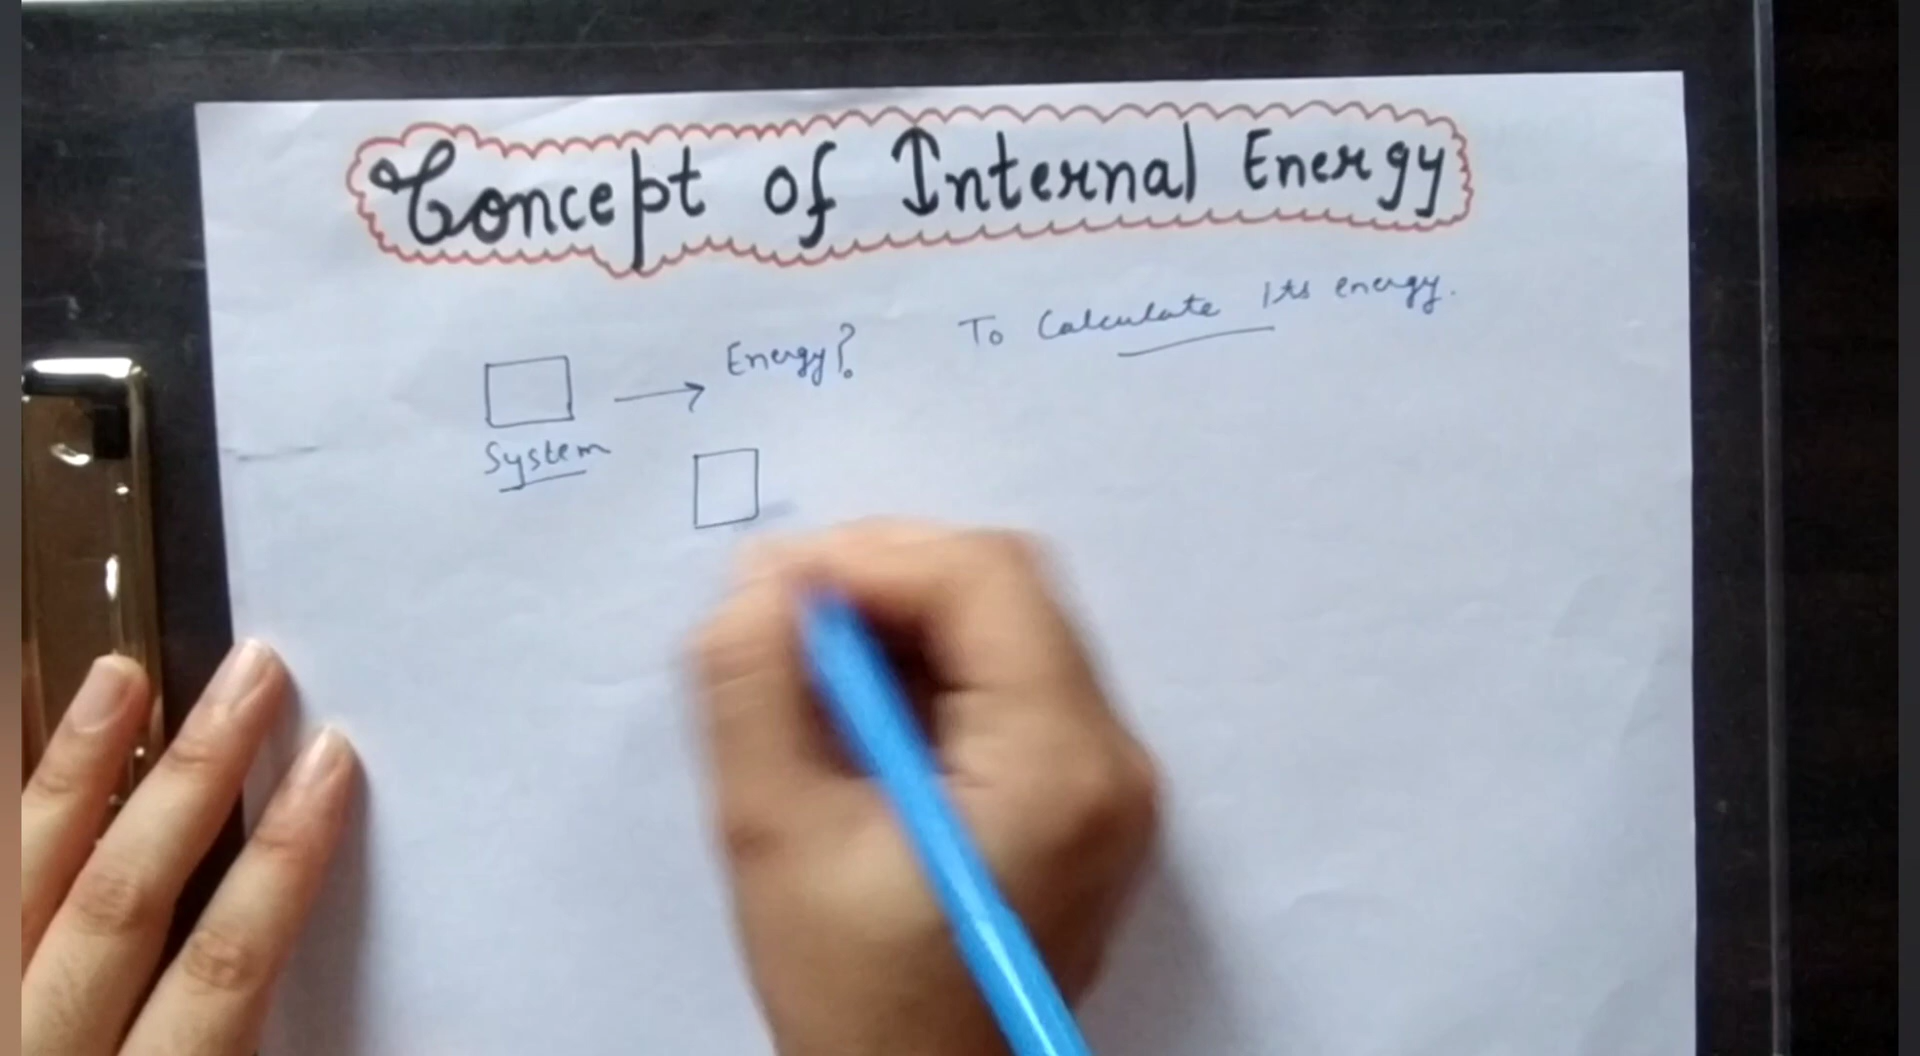 Concept of Internal Energy
Energy? To Calculate Its energy.
System